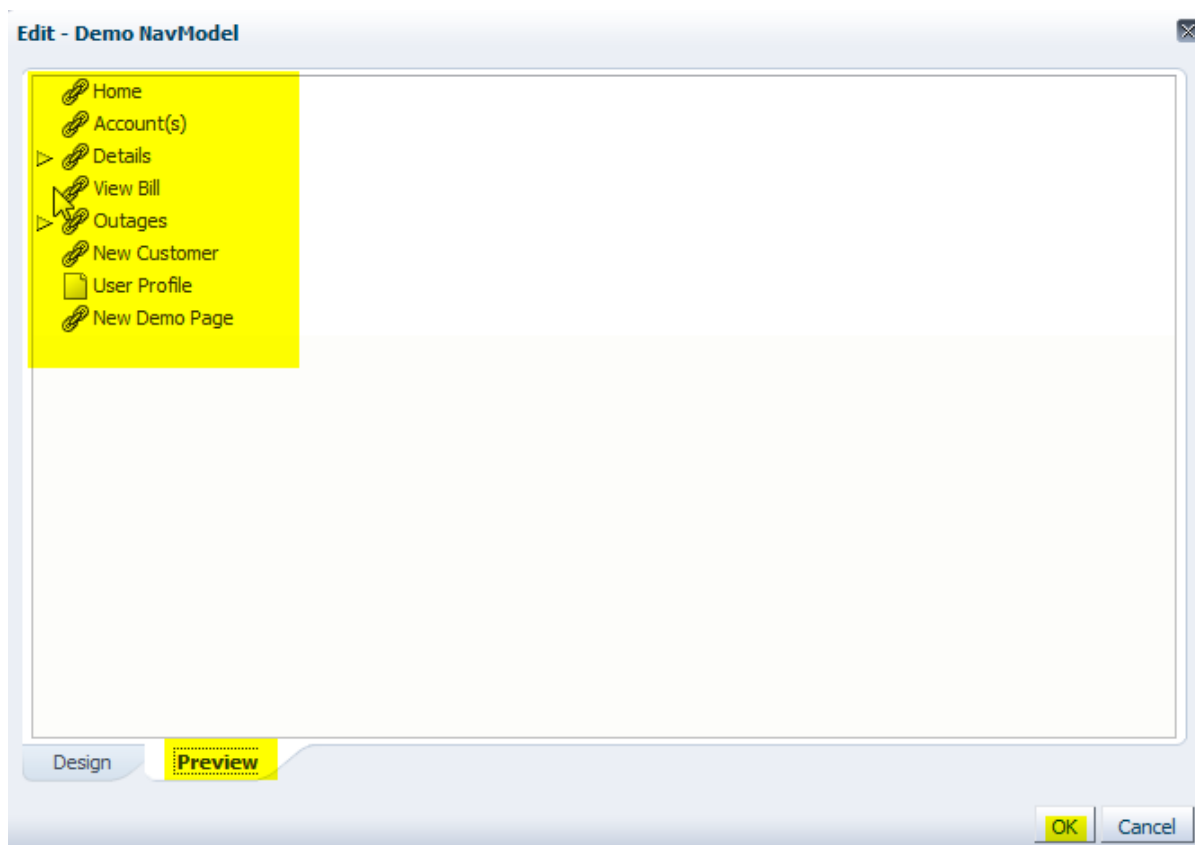 Edit - Demo NavModel
Home
Account(s)
Details
View Bill
Outages
New Customer
User Profile
New Demo Page
Design Preview
OK Cancel